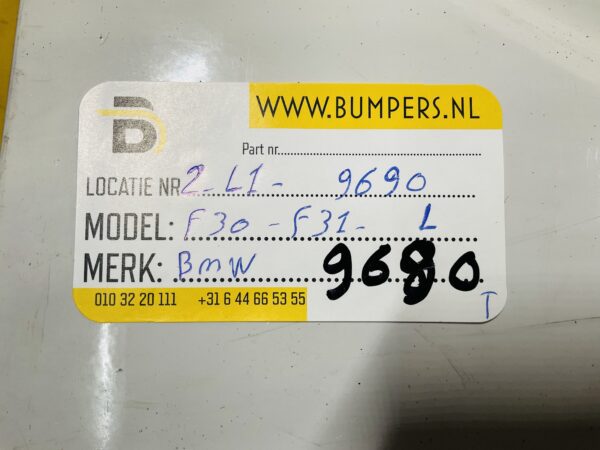 WWW.BUMPERS.NL
Part nr
LOCATIE NR 2-L1- 9690
MODEL: F30 - F31- L
MERK: BMW 9680
010 32 20 111 +31 6 44 66 53 55
T